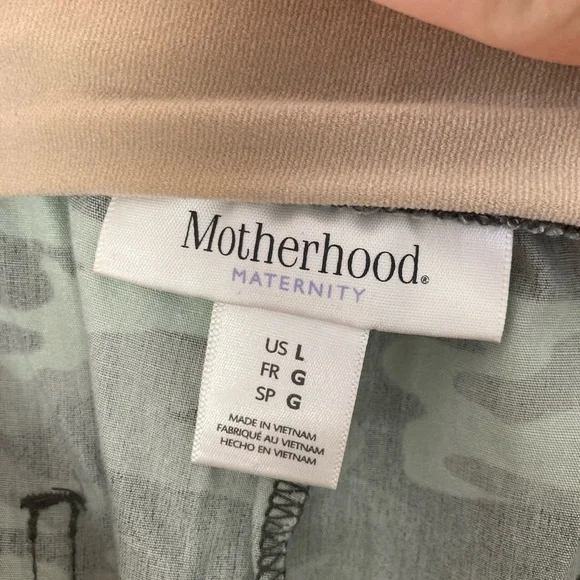 Motherhood®
MATERNITY
US L
FR G
SP G
MADE IN VIETNAM
FABRIQUÉ AU VIETNAM
HECHO EN VIETNAM